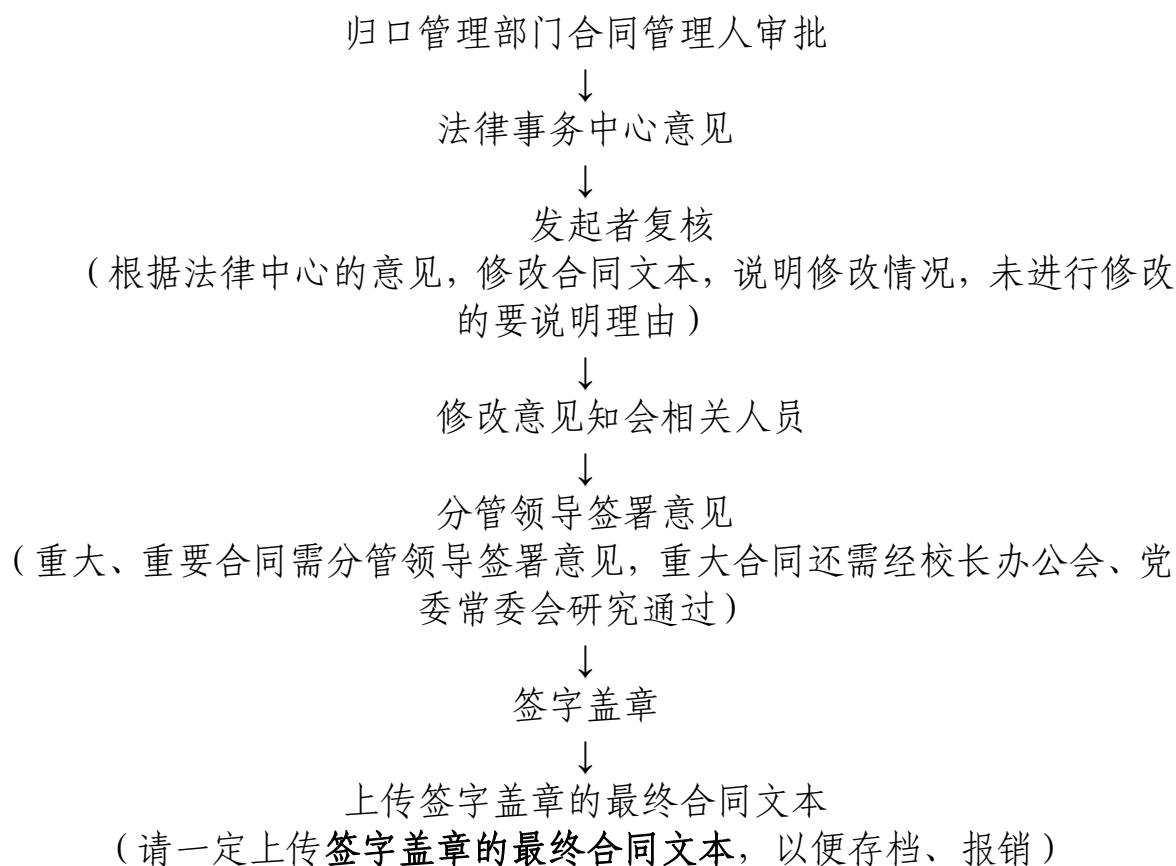 归口管理部门合同管理人审批
↓
法律事务中心意见
↓
发起者复核
（根据法律中心的意见，修改合同文本，说明修改情况，未进行修改
的要说明理由）
↓
修改意见知会相关人员
↓
分管领导签署意见
（重大、重要合同需分管领导签署意见，重大合同还需经校长办公会、党
委常委会研究通过）
↓
签字盖章
↓
上传签字盖章的最终合同文本
（请一定上传签字盖章的最终合同文本，以便存档、报销）